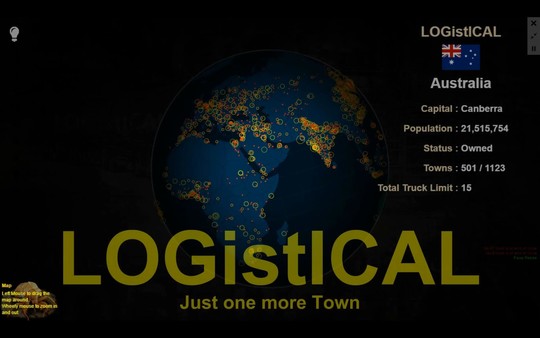 LOGistICAL
Australia
Capital : Canberra
Population : 21,515,754
Status : Owned
Towns : 501 / 1123
Total Truck Limit : 15
LOGistICAL
Just one more Town
Map
Left Mouse to drag the
map around.
Wheely mouse to zoom in
and out